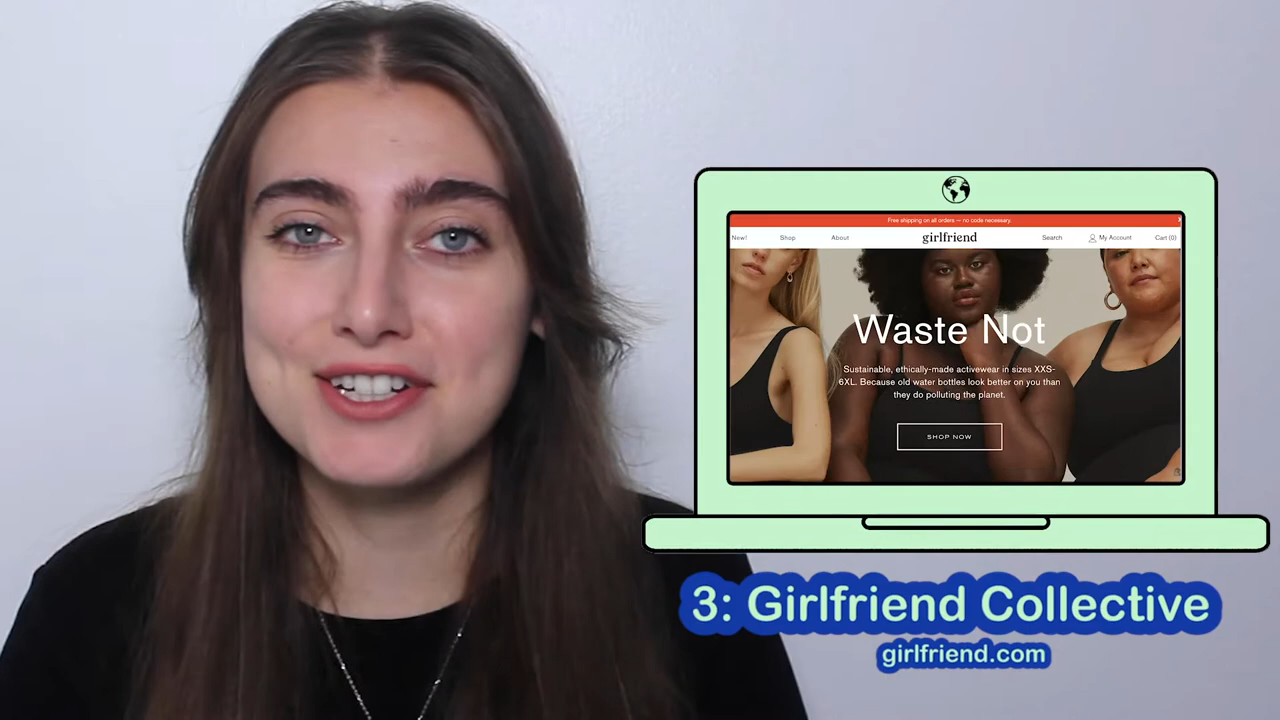 Free shipping on all orders — no code necessary.
New! Shop About girlfriend Search My Account Cart (0)
Waste Not
Sustainable, ethically-made activewear in sizes XXS-
6XL. Because old water bottles look better on you than
they do polluting the planet.
SHOP NOW
3: Girlfriend Collective
girlfriend.com